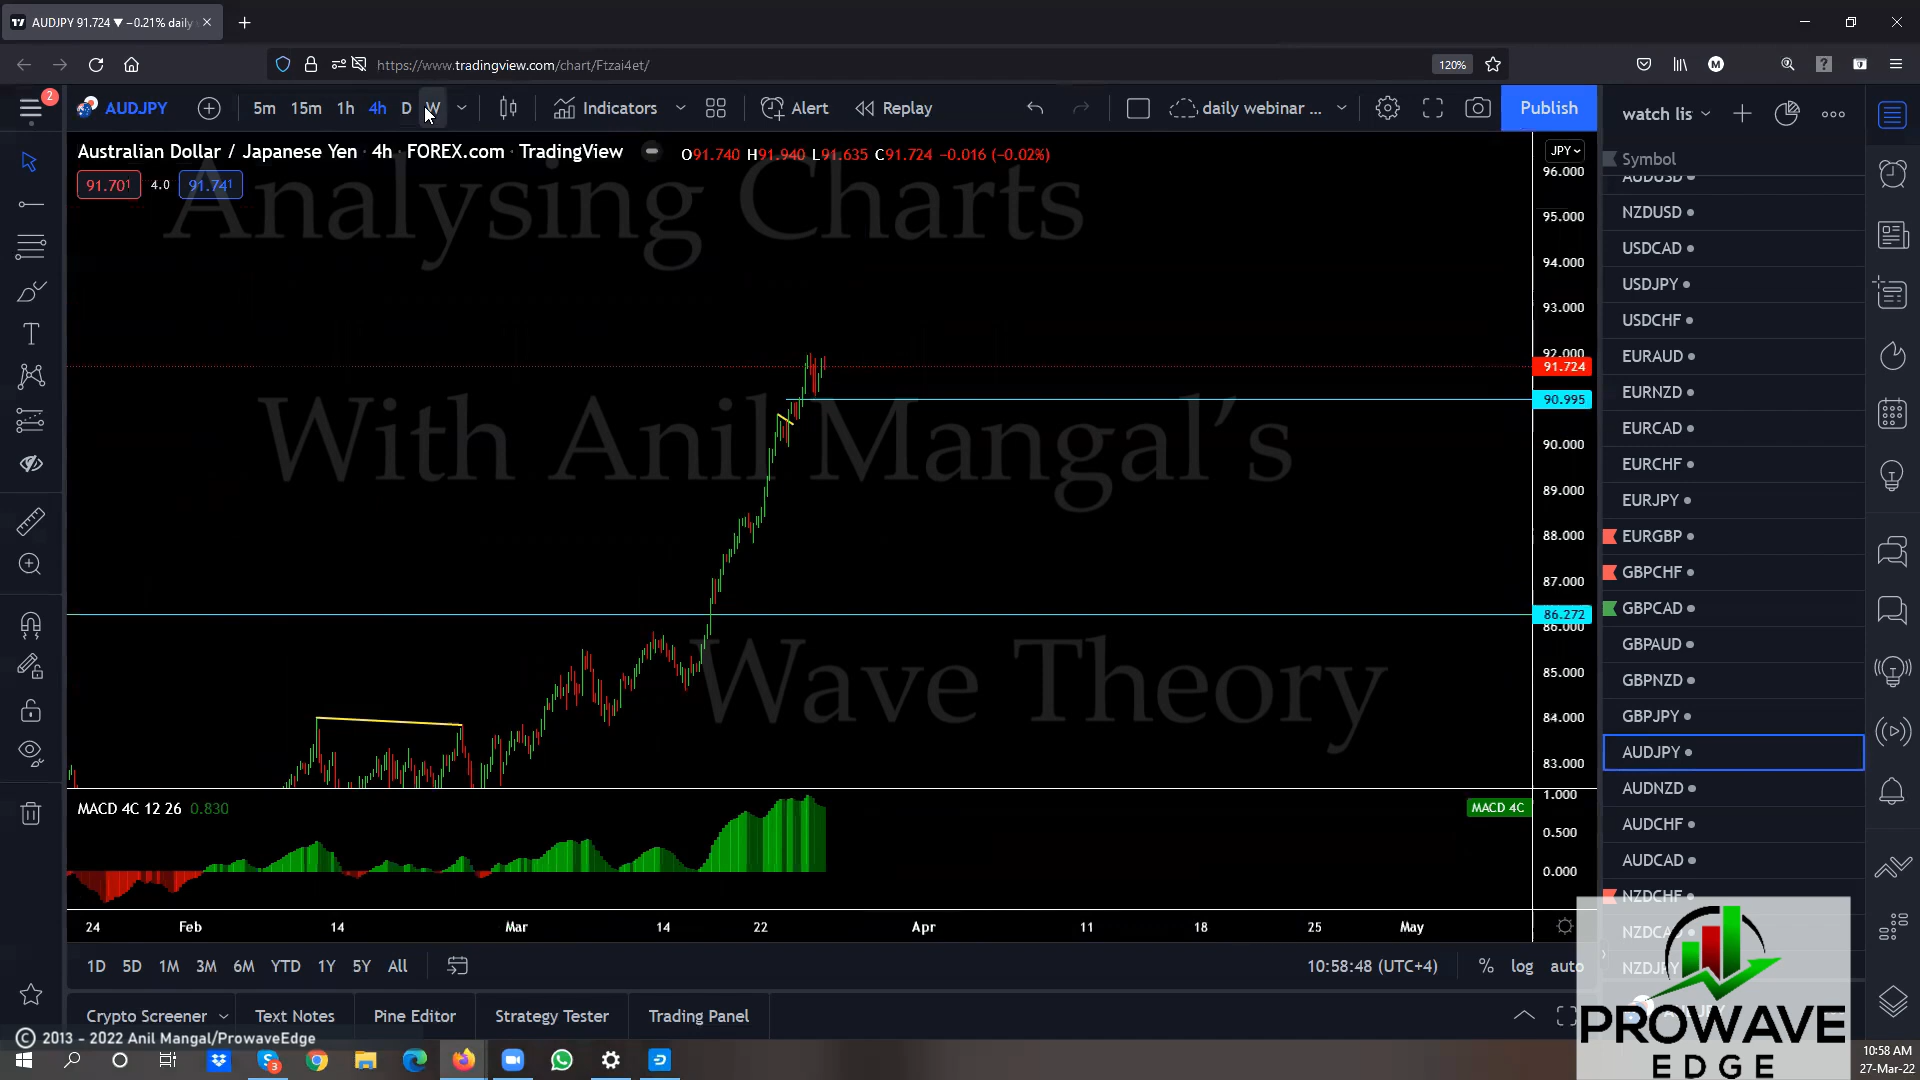 AUDJPY 91.724 ▼ −0.21% daily
https://www.tradingview.com/chart/Ftzai4et/
120%
2
AUDJPY
5m 15m 1h 4h D W
Indicators
Alert
Replay
daily webinar ...
Publish
watch lis
Australian Dollar / Japanese Yen · 4h · FOREX.com · TradingView
O91.740 H91.940 L91.635 C91.724 −0.016 (−0.02%)
91.701 4.0 91.741
JPY
Analysing Charts
With Anil Mangal's
Wave Theory
96.000
95.000
94.000
93.000
92.000
91.724
90.995
90.000
89.000
88.000
87.000
86.272
86.000
85.000
84.000
83.000
MACD 4C 12 26 0.830
MACD 4C
1.000
0.500
0.000
24 Feb 14 Mar 14 22 Apr 11 18 25 May
1D 5D 1M 3M 6M YTD 1Y 5Y All
10:58:48 (UTC+4)
% log auto
Crypto Screener
Text Notes
Pine Editor
Strategy Tester
Trading Panel
Symbol
AUDUSD
NZDUSD
USDCAD
USDJPY
USDCHF
EURAUD
EURNZD
EURCAD
EURCHF
EURJPY
EURGBP
GBPCHF
GBPCAD
GBPAUD
GBPNZD
GBPJPY
AUDJPY
AUDNZD
AUDCHF
AUDCAD
NZDCHF
NZDCAD
NZDJPY
PROWAVE
EDGE
© 2013 - 2022 Anil Mangal/ProwaveEdge
3
10:58 AM
27-Mar-22